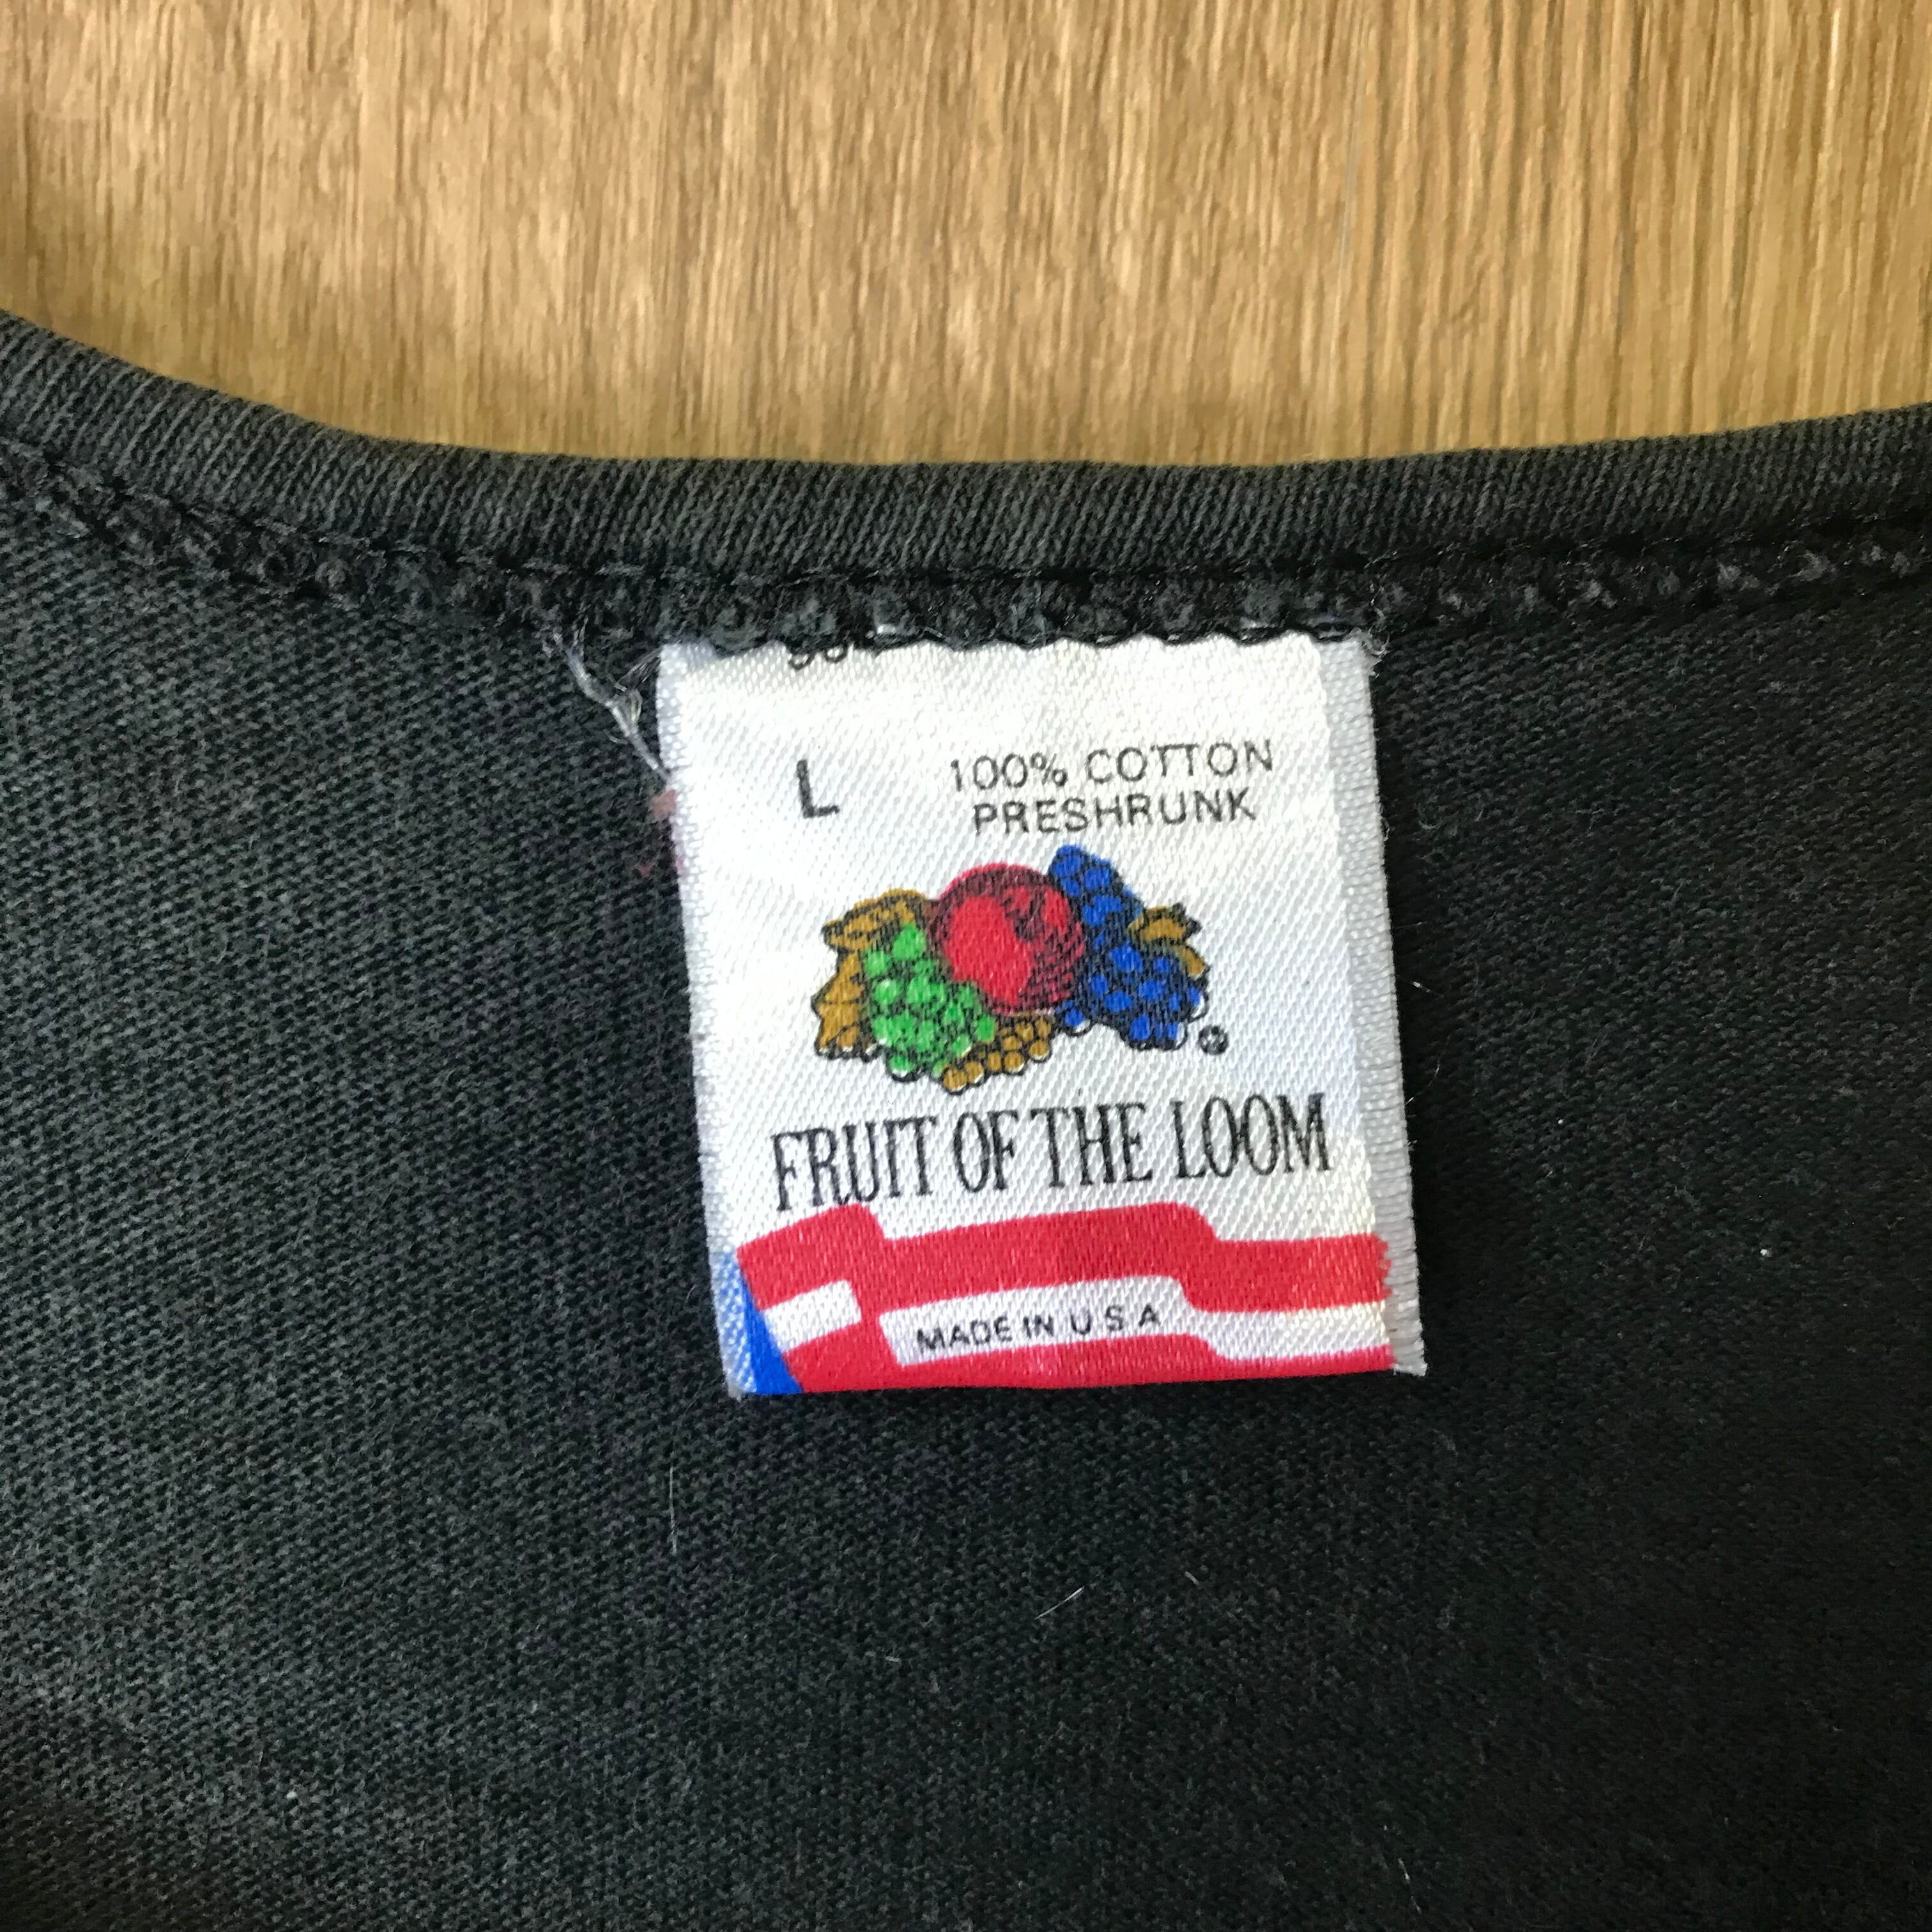 L
100% COTTON
PRESHRUNK
®
FRUIT OF THE LOOM
MADE IN U S A